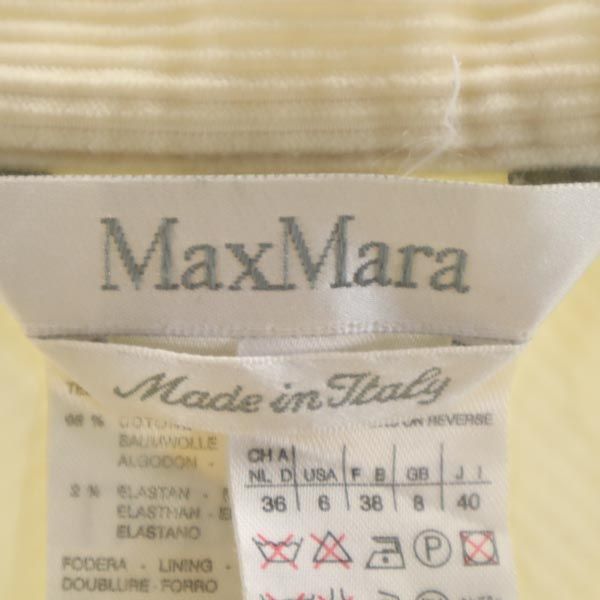 MaxMara
Made in Italy
98 % COTONE
BAUMWOLLE
ALGODON -
2 % ELASTAN -
ELASTHAN - E
ELASTANO
FODERA - LINING -
DOUBLURE - FORRO
ON REVERSE
CH A
NL D USA F B GB J I
36 6 38 8 40
P